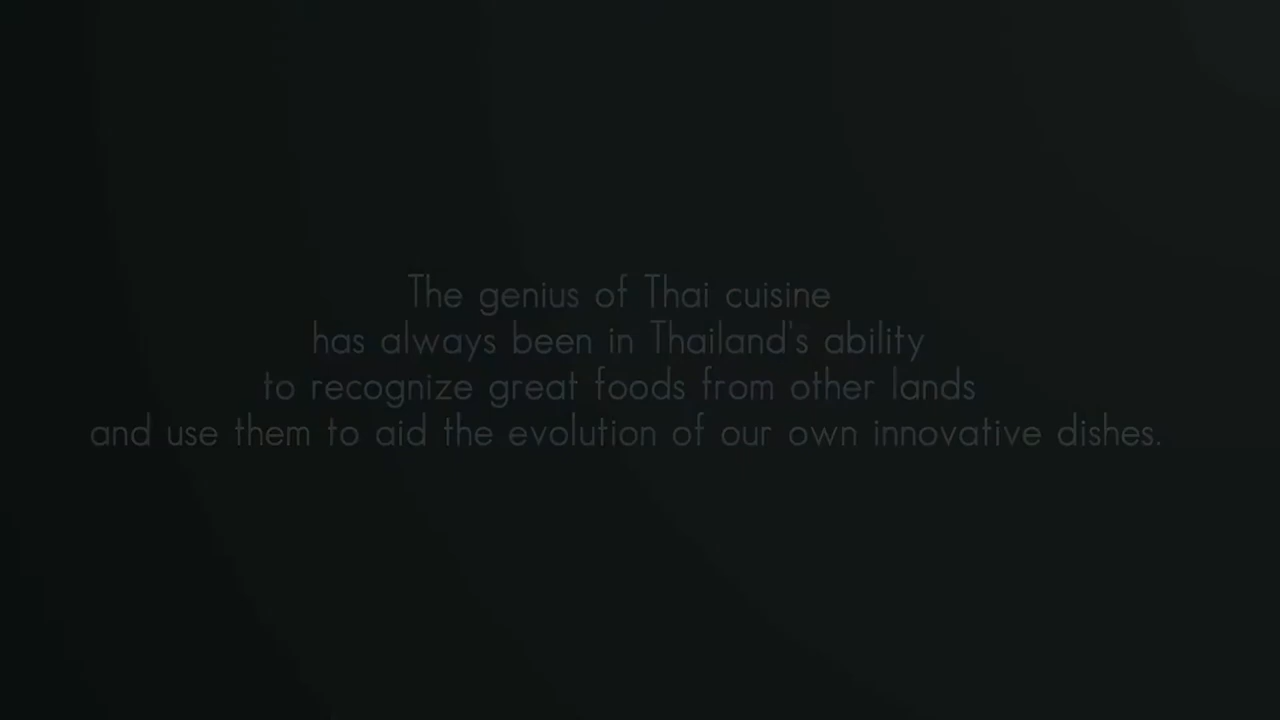 The genius of Thai cuisine
has always been in Thailand's ability
to recognize great foods from other lands
and use them to aid the evolution of our own innovative dishes.